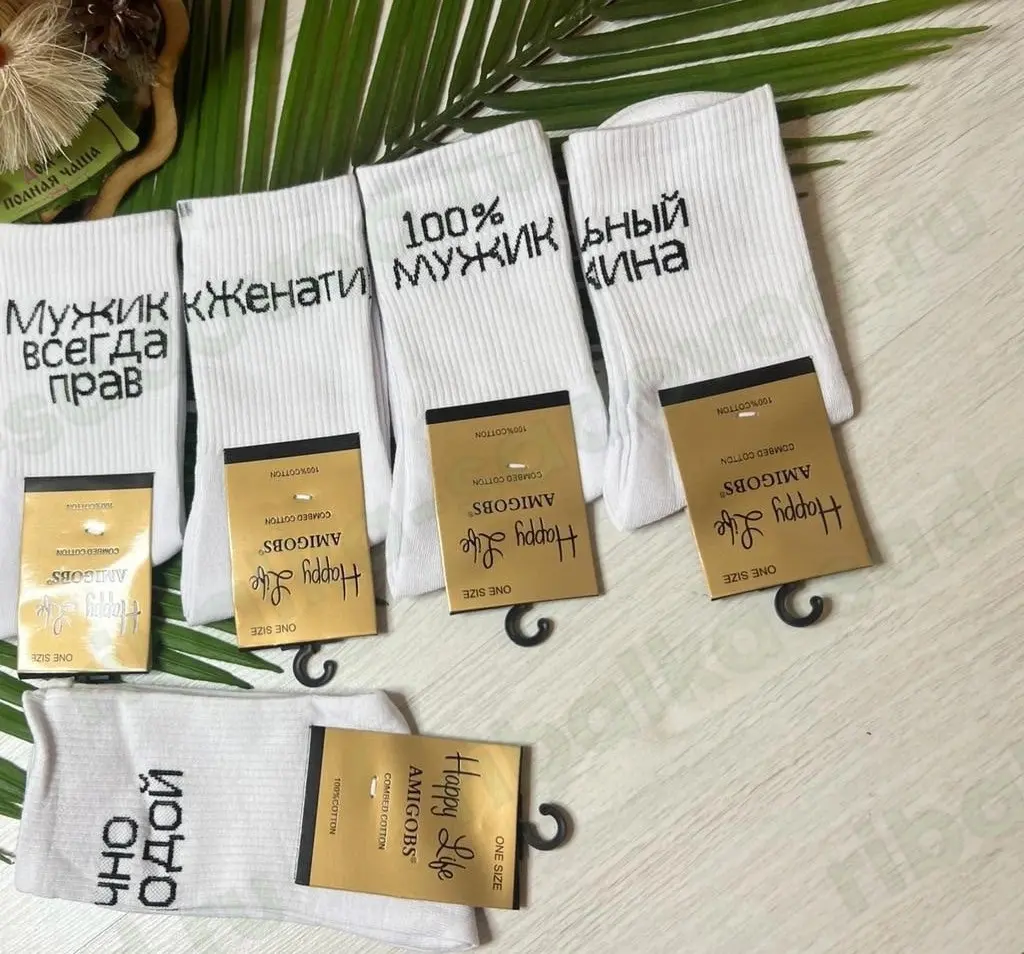 ПОЛНАЯ ЧАША
Мужик
всегда
прав
кЖенати
100%
мужик
ьный
ина
100%COTTON
COMBED COTTON
AMIGOBS®
Happy Life
ONE SIZE
100%COTTON
COMBED COTTON
AMIGOBS®
Happy Life
ONE SIZE
100%COTTON
COMBED COTTON
AMIGOBS®
Happy Life
ONE SIZE
100%COTTON
COMBED COTTON
AMIGOBS®
Happy Life
ONE SIZE
чно
одой
Happy Life
AMIGOBS®
COMBED COTTON
100%COTTON
ONE SIZE